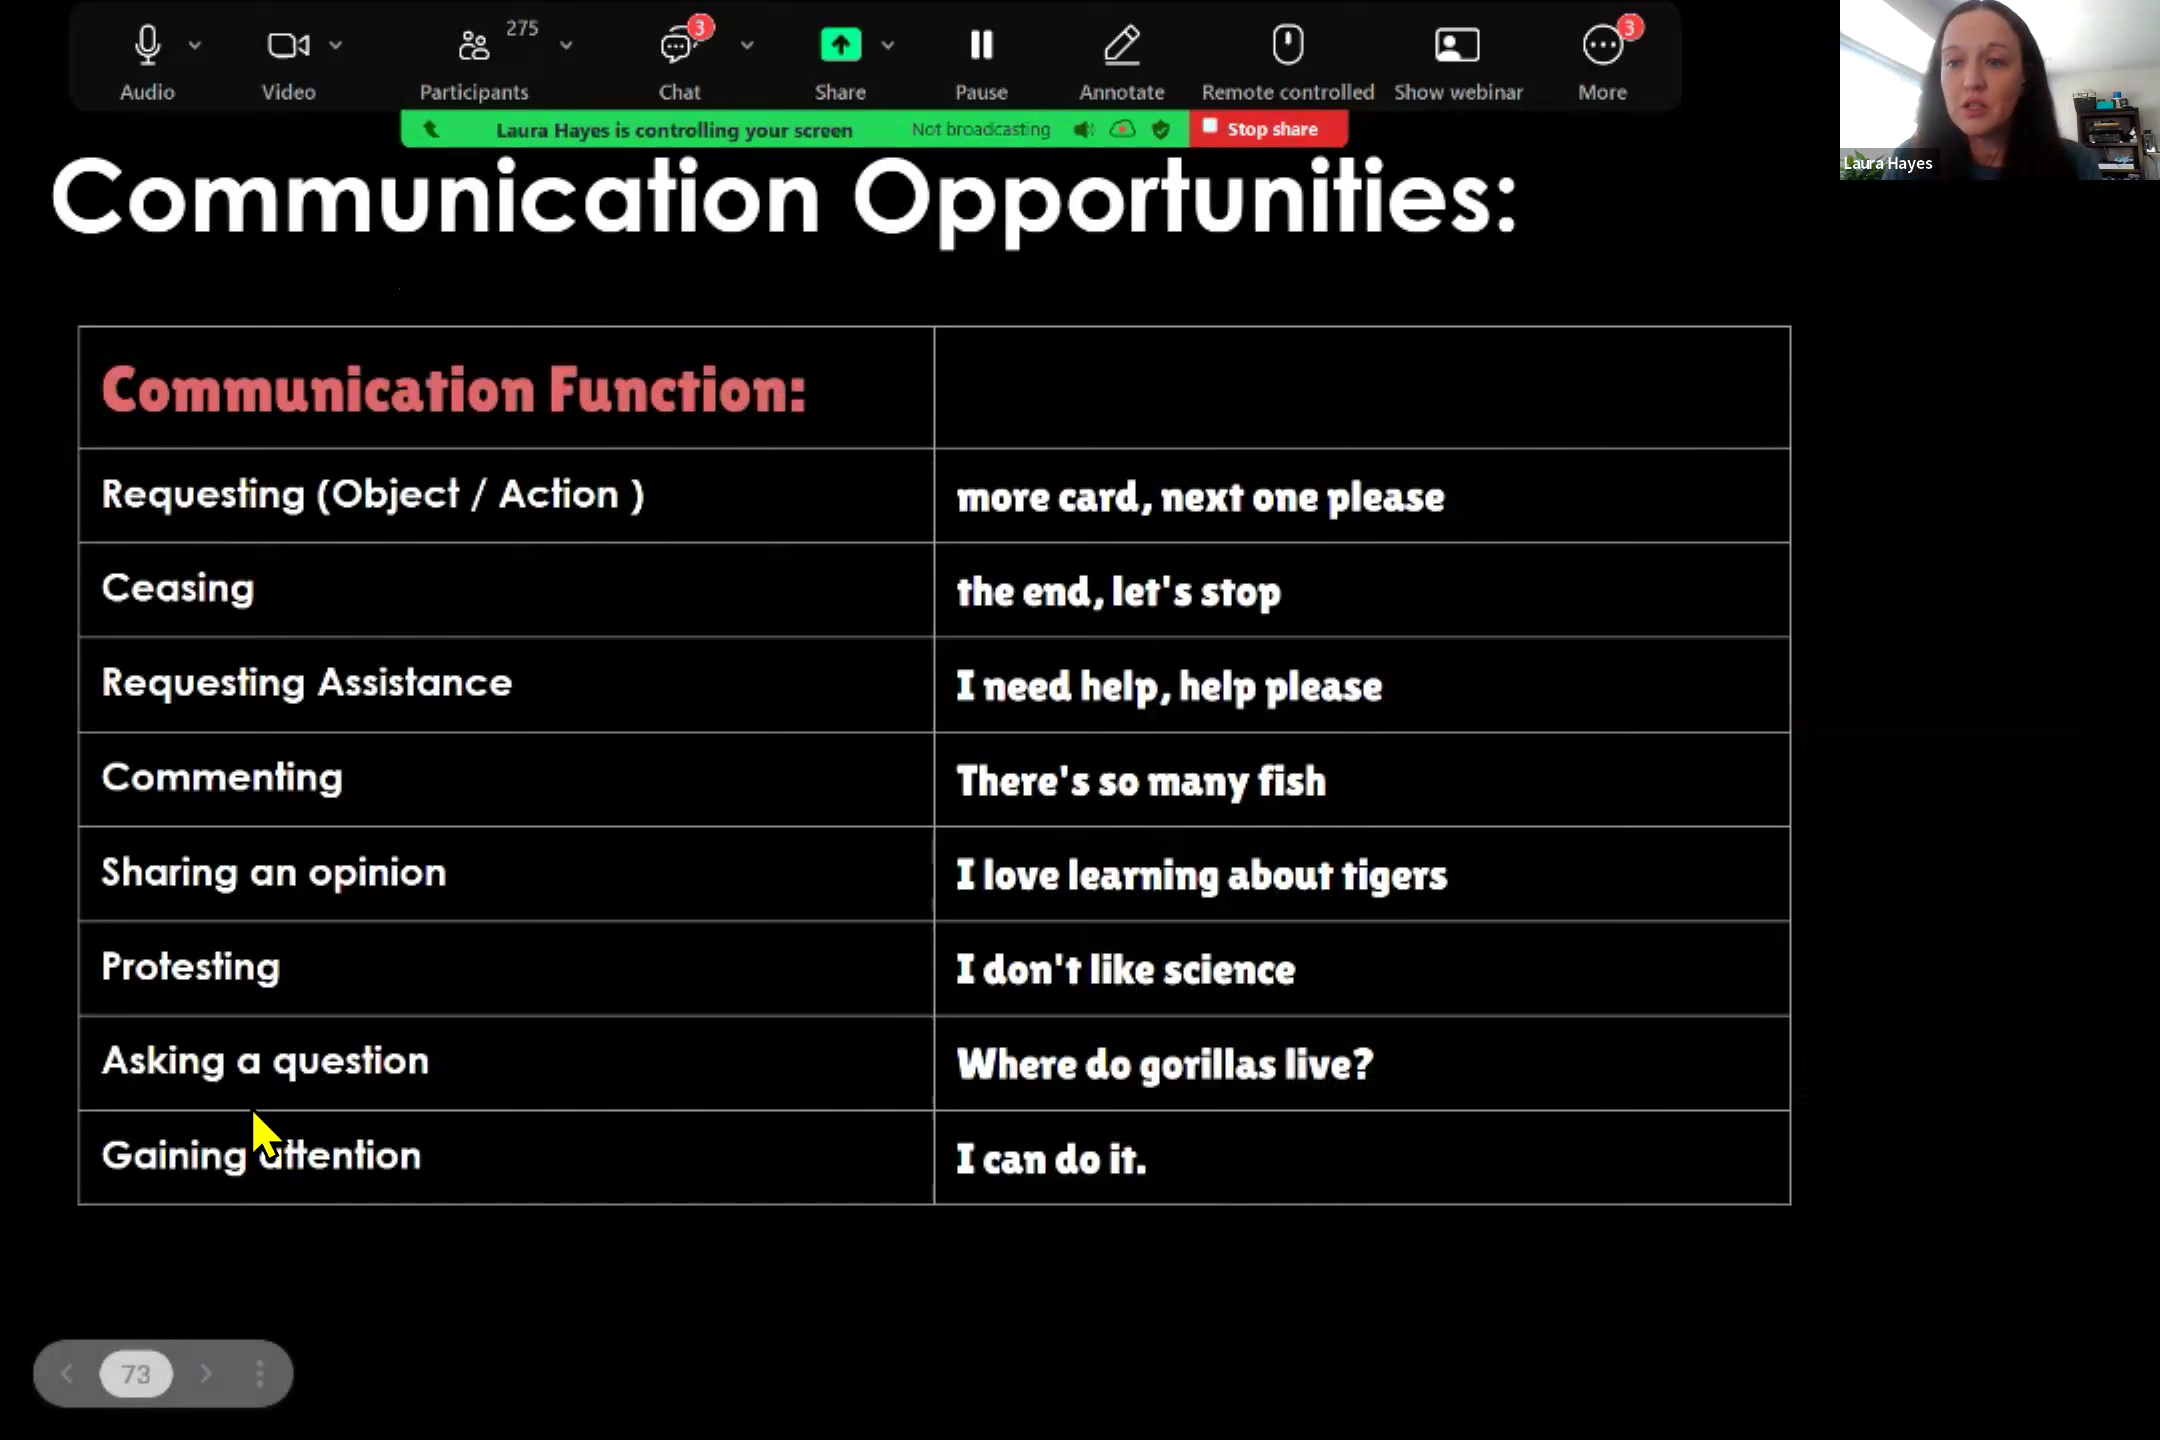 275
3
3
Audio
Video
Participants
Chat
Share
Pause
Annotate
Remote controlled
Show webinar
More
Laura Hayes is controlling your screen
Not broadcasting
Stop share
Laura Hayes
Communication Opportunities:
Communication Function:
Requesting (Object / Action )
more card, next one please
Ceasing
the end, let's stop
Requesting Assistance
I need help, help please
Commenting
There's so many fish
Sharing an opinion
I love learning about tigers
Protesting
I don't like science
Asking a question
Where do gorillas live?
Gaining attention
I can do it.
73